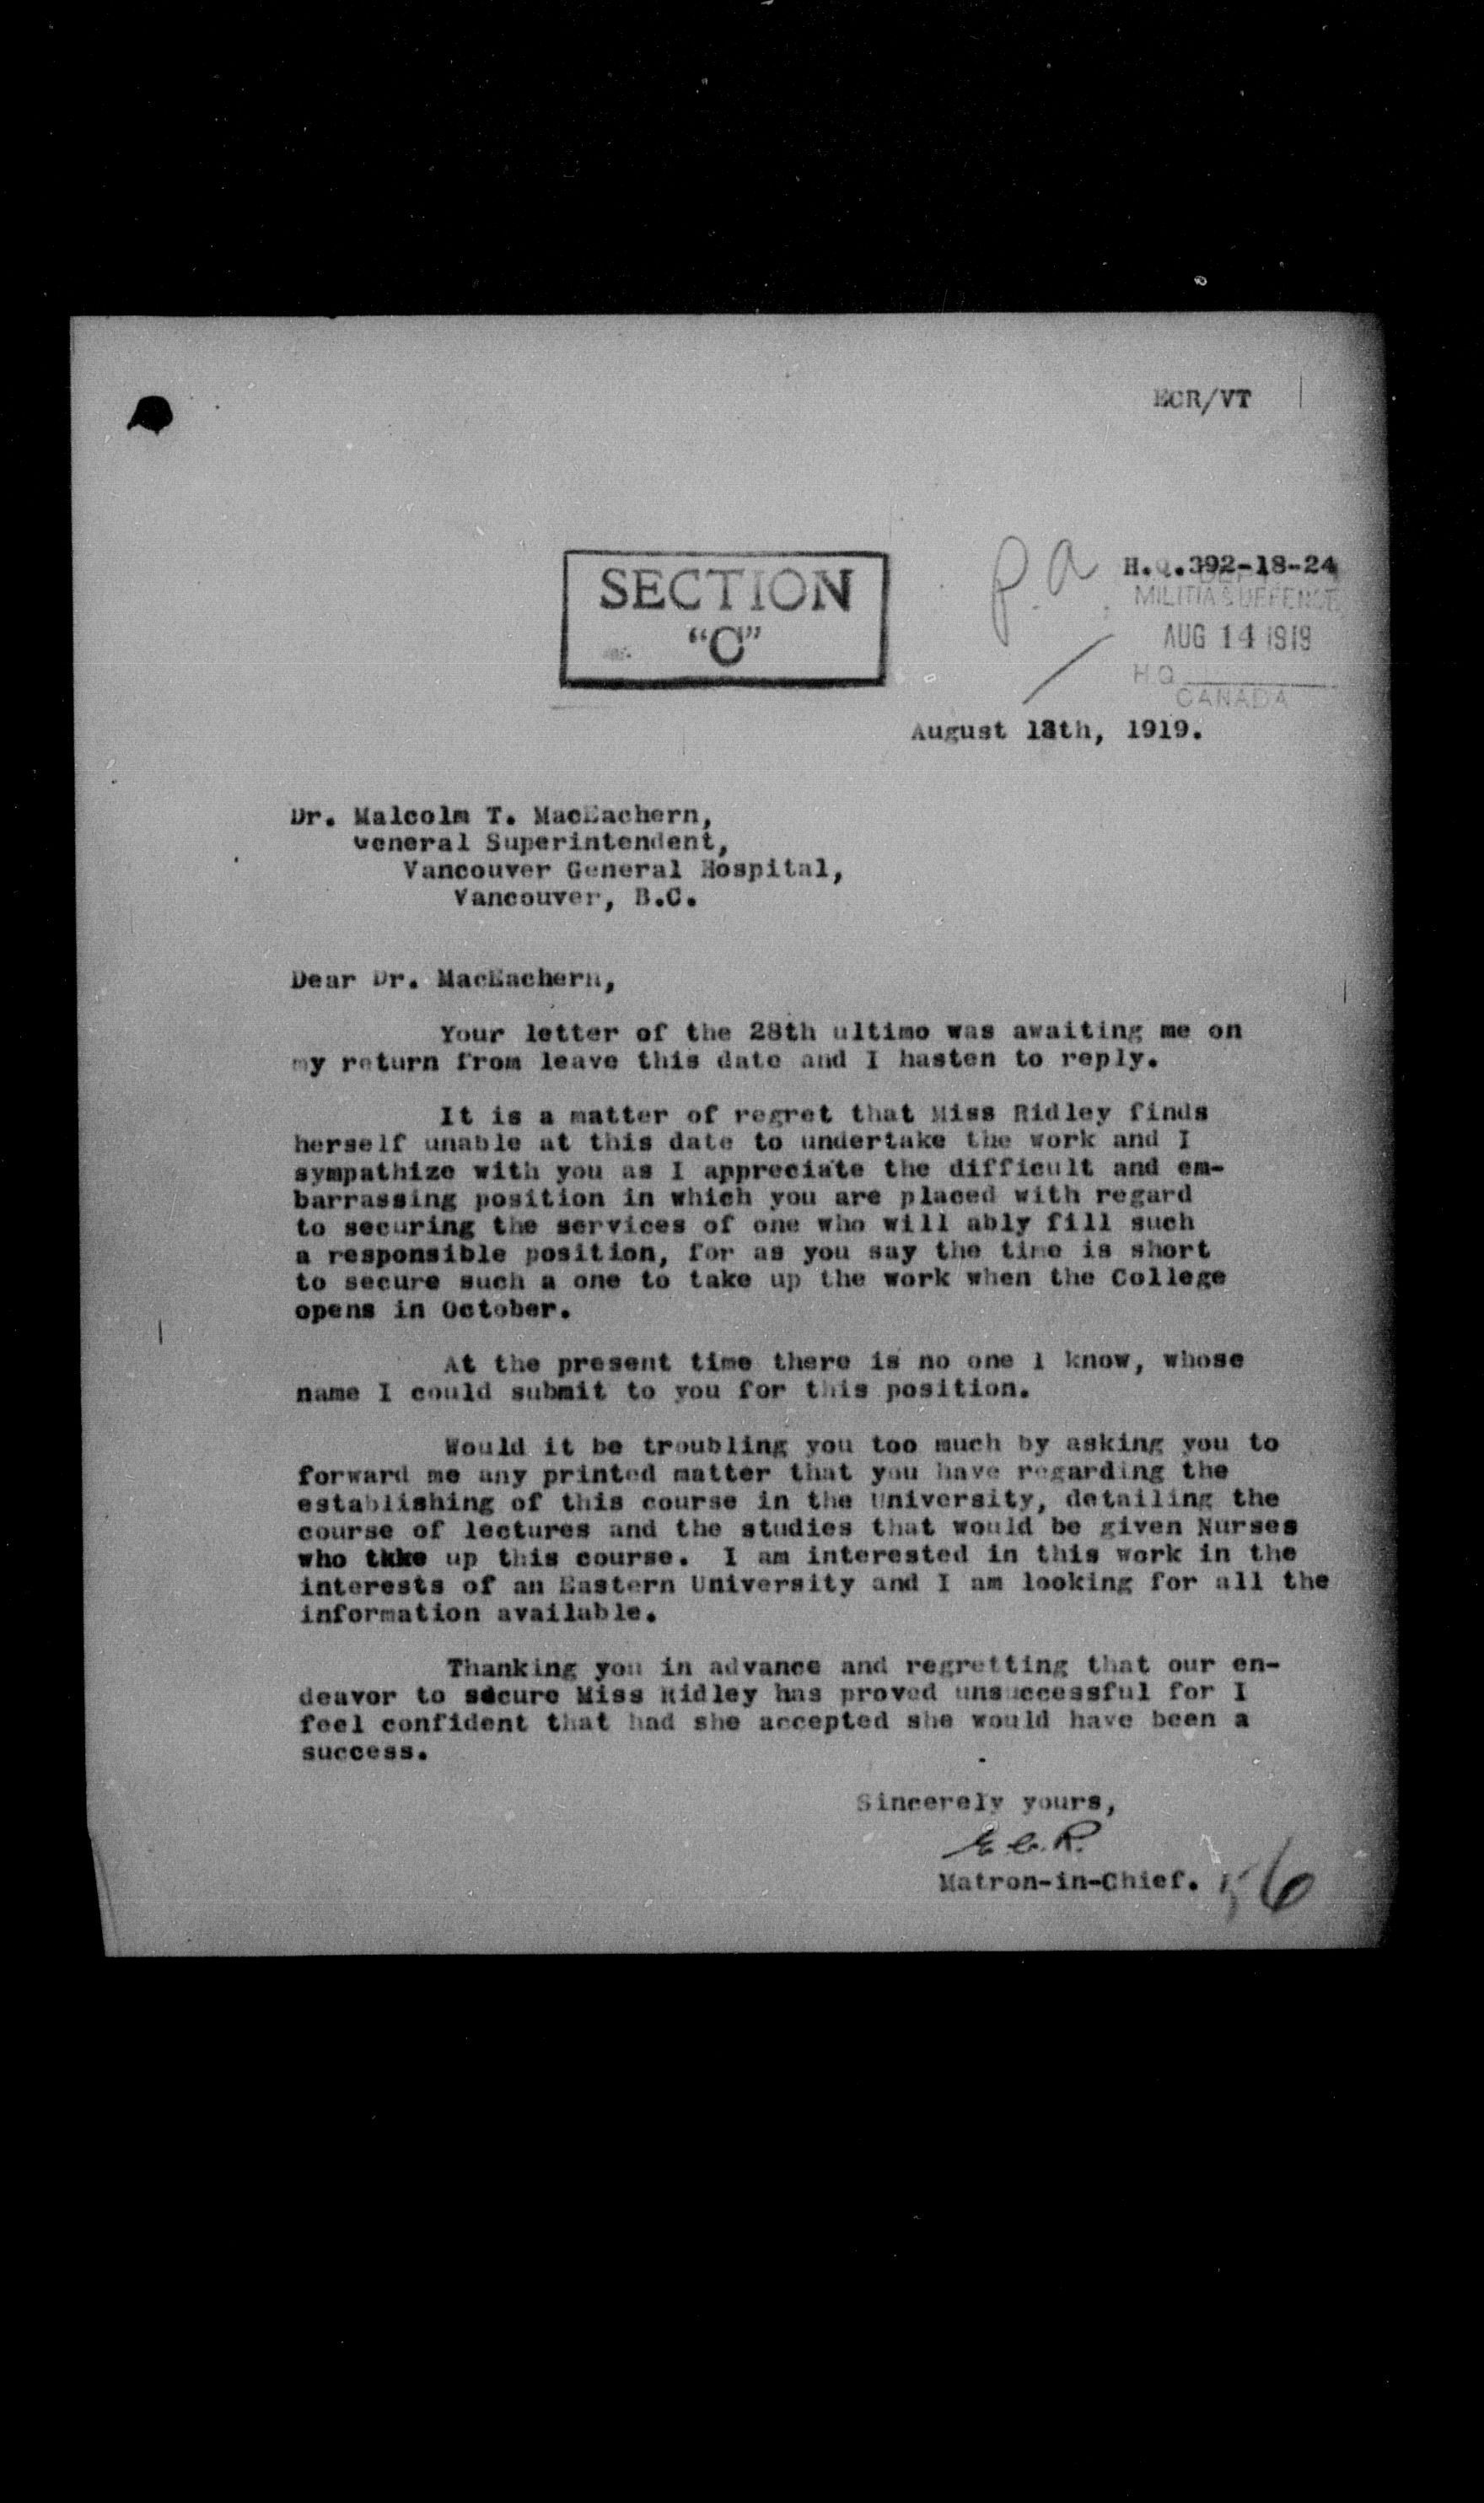 ECR/VT
SECTION
"C"
P.A.
H.Q.392-18-24
MILITIA & DEFENCE
AUG 14 1919
H.Q.
CANADA
August 13th, 1919.
Dr. Malcolm T. MacEachern,
General Superintendent,
Vancouver General Hospital,
Vancouver, B.C.
Dear Dr. MacEachern,
Your letter of the 28th ultimo was awaiting me on
my return from leave this date and I hasten to reply.
It is a matter of regret that Miss Ridley finds
herself unable at this date to undertake the work and I
sympathize with you as I appreciate the difficult and em-
barrassing position in which you are placed with regard
to securing the services of one who will ably fill such
a responsible position, for as you say the time is short
to secure such a one to take up the work when the College
opens in October.
At the present time there is no one I know, whose
name I could submit to you for this position.
Would it be troubling you too much by asking you to
forward me any printed matter that you have regarding the
establishing of this course in the University, detailing the
course of lectures and the studies that would be given Nurses
who tkke up this course. I am interested in this work in the
interests of an Eastern University and I am looking for all the
information available.
Thanking you in advance and regretting that our en-
deavor to secure Miss Ridley has proved unsuccessful for I
feel confident that had she accepted she would have been a
success.
Sincerely yours,
E.C.R.
Matron-in-Chief.
56